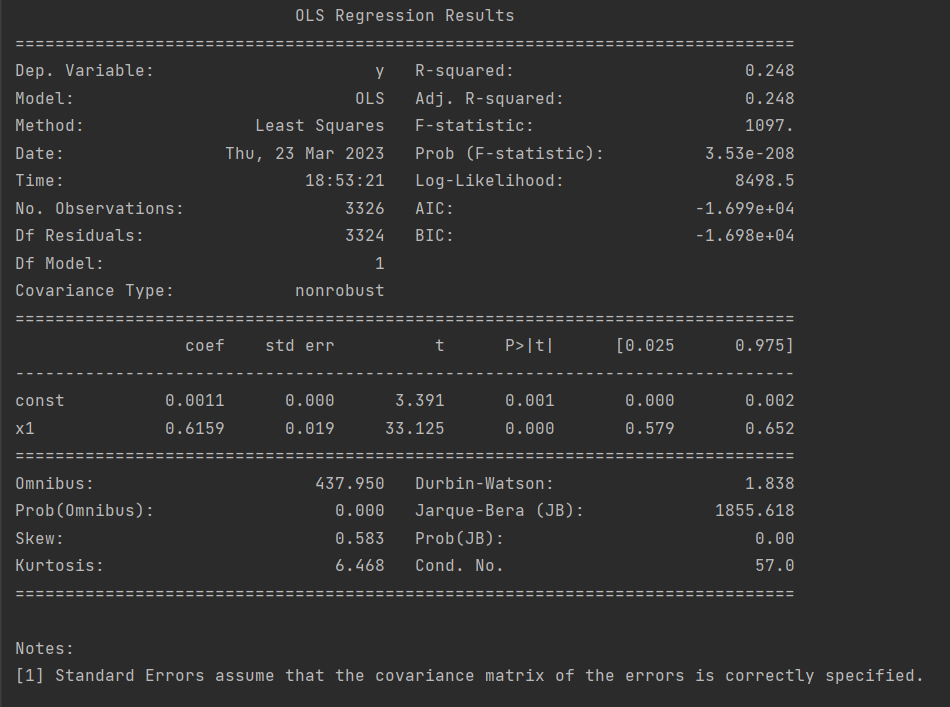 OLS Regression Results
==============================================================================
Dep. Variable:                      y   R-squared:                       0.248
Model:                            OLS   Adj. R-squared:                  0.248
Method:                 Least Squares   F-statistic:                     1097.
Date:                Thu, 23 Mar 2023   Prob (F-statistic):          3.53e-208
Time:                        18:53:21   Log-Likelihood:                 8498.5
No. Observations:                3326   AIC:                        -1.699e+04
Df Residuals:                    3324   BIC:                        -1.698e+04
Df Model:                           1
Covariance Type:            nonrobust
==============================================================================
                 coef    std err          t      P>|t|      [0.025      0.975]
------------------------------------------------------------------------------
const          0.0011      0.000      3.391      0.001       0.000       0.002
x1             0.6159      0.019     33.125      0.000       0.579       0.652
==============================================================================
Omnibus:                      437.950   Durbin-Watson:                   1.838
Prob(Omnibus):                  0.000   Jarque-Bera (JB):             1855.618
Skew:                           0.583   Prob(JB):                         0.00
Kurtosis:                       6.468   Cond. No.                         57.0
==============================================================================

Notes:
[1] Standard Errors assume that the covariance matrix of the errors is correctly specified.